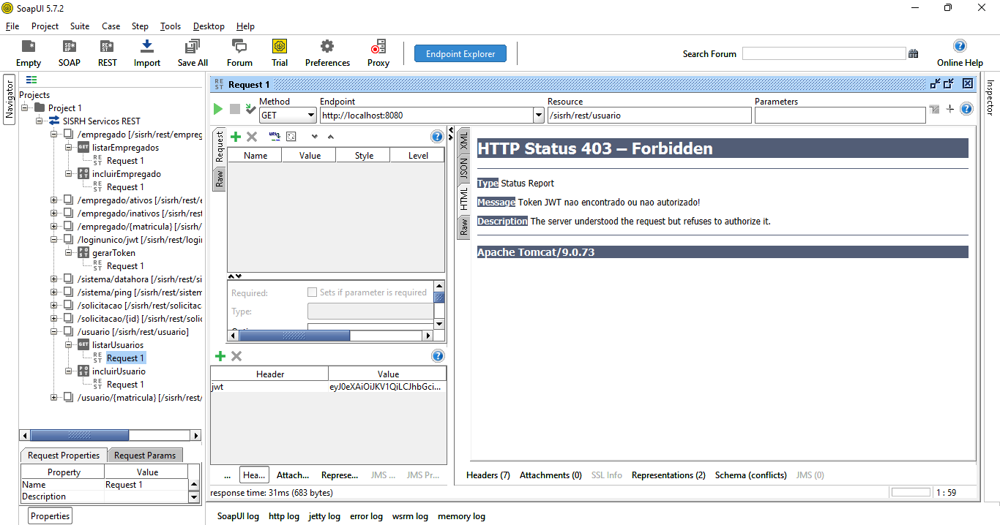 SoapUI 5.7.2
File Project Suite Case Step Tools Desktop Help
Empty SOAP REST Import Save All Forum Trial Preferences Proxy Endpoint Explorer Search Forum Online Help
Navigator
Projects
Project 1
SISRH Servicos REST
/empregado [/sisrh/rest/empreg
GET listarEmpregados
REST Request 1
POST incluirEmpregado
REST Request 1
/empregado/ativos [/sisrh/rest/e
/empregado/inativos [/sisrh/rest
/empregado/{matricula} [/sisrh/
/loginunico/jwt [/sisrh/rest/logi
POST gerarToken
REST Request 1
/sistema/datahora [/sisrh/rest/si
/sistema/ping [/sisrh/rest/sistem
/solicitacao [/sisrh/rest/solicitac
/solicitacao/{id} [/sisrh/rest/soli
/usuario [/sisrh/rest/usuario]
GET listarUsuarios
REST Request 1
POST incluirUsuario
REST Request 1
/usuario/{matricula} [/sisrh/rest/
Request Properties Request Params
Property Value
Name Request 1
Description
Properties
REST Request 1
Method Endpoint Resource Parameters
GET http://localhost:8080 /sisrh/rest/usuario
Request
Raw
Name Value Style Level
Required: Sets if parameter is required
Type:
Header Value
jwt eyJ0eXAiOiJKV1QiLCJhbGci...
... Hea... Attach... Represe... JMS ... JMS Pr...
XML
JSON
HTML
Raw
HTTP Status 403 – Forbidden
Type Status Report
Message Token JWT nao encontrado ou nao autorizado!
Description The server understood the request but refuses to authorize it.
Apache Tomcat/9.0.73
Headers (7) Attachments (0) SSL Info Representations (2) Schema (conflicts) JMS (0)
response time: 31ms (683 bytes) 1 : 59
Inspector
SoapUI log http log jetty log error log wsrm log memory log